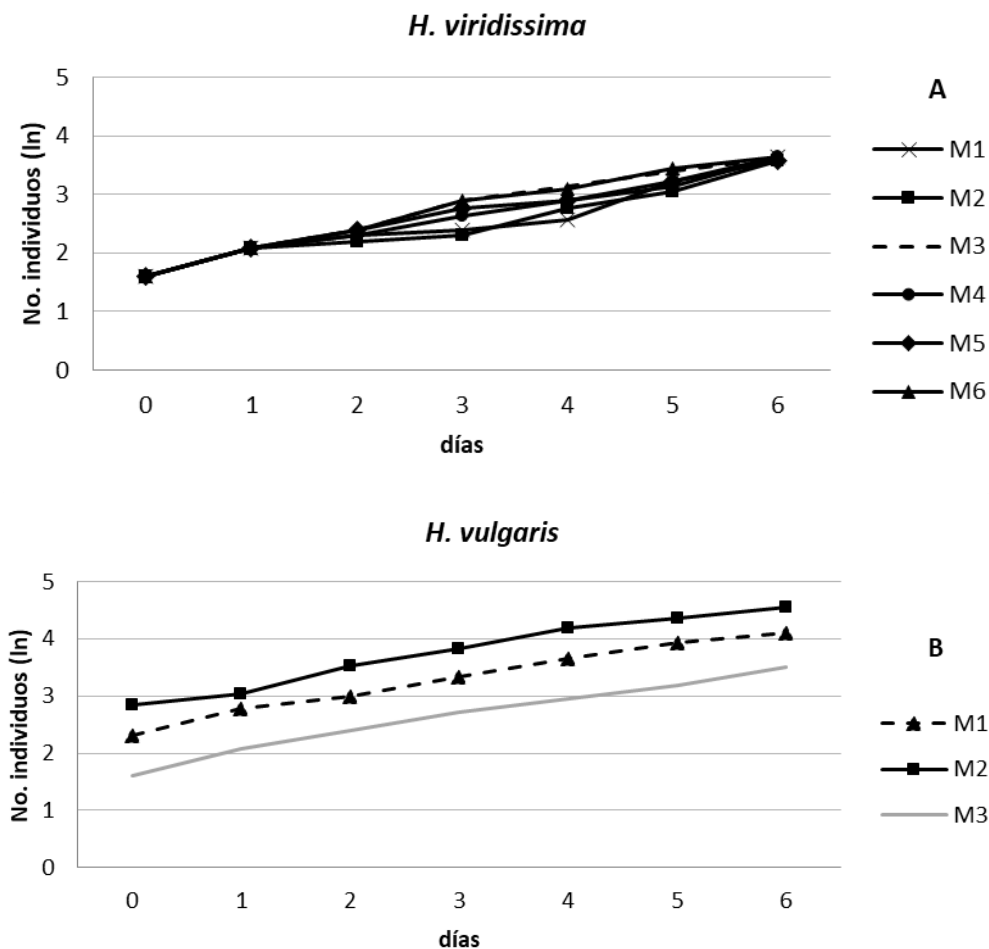 H. viridissima
A
No. individuos (ln)
5
4
3
2
1
0
0 1 2 3 4 5 6
días
M1
M2
M3
M4
M5
M6
H. vulgaris
B
No. individuos (ln)
5
4
3
2
1
0
0 1 2 3 4 5 6
días
M1
M2
M3